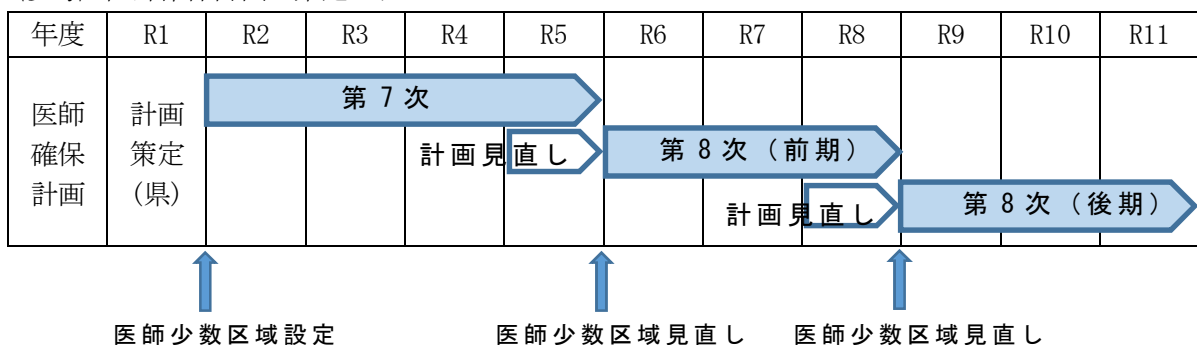 年度 R1 R2 R3 R4 R5 R6 R7 R8 R9 R10 R11
医師
確保
計画
計画
策定
(県)
第7次
計画見直し
第8次(前期)
計画見直し
第8次(後期)
医師少数区域設定
医師少数区域見直し
医師少数区域見直し